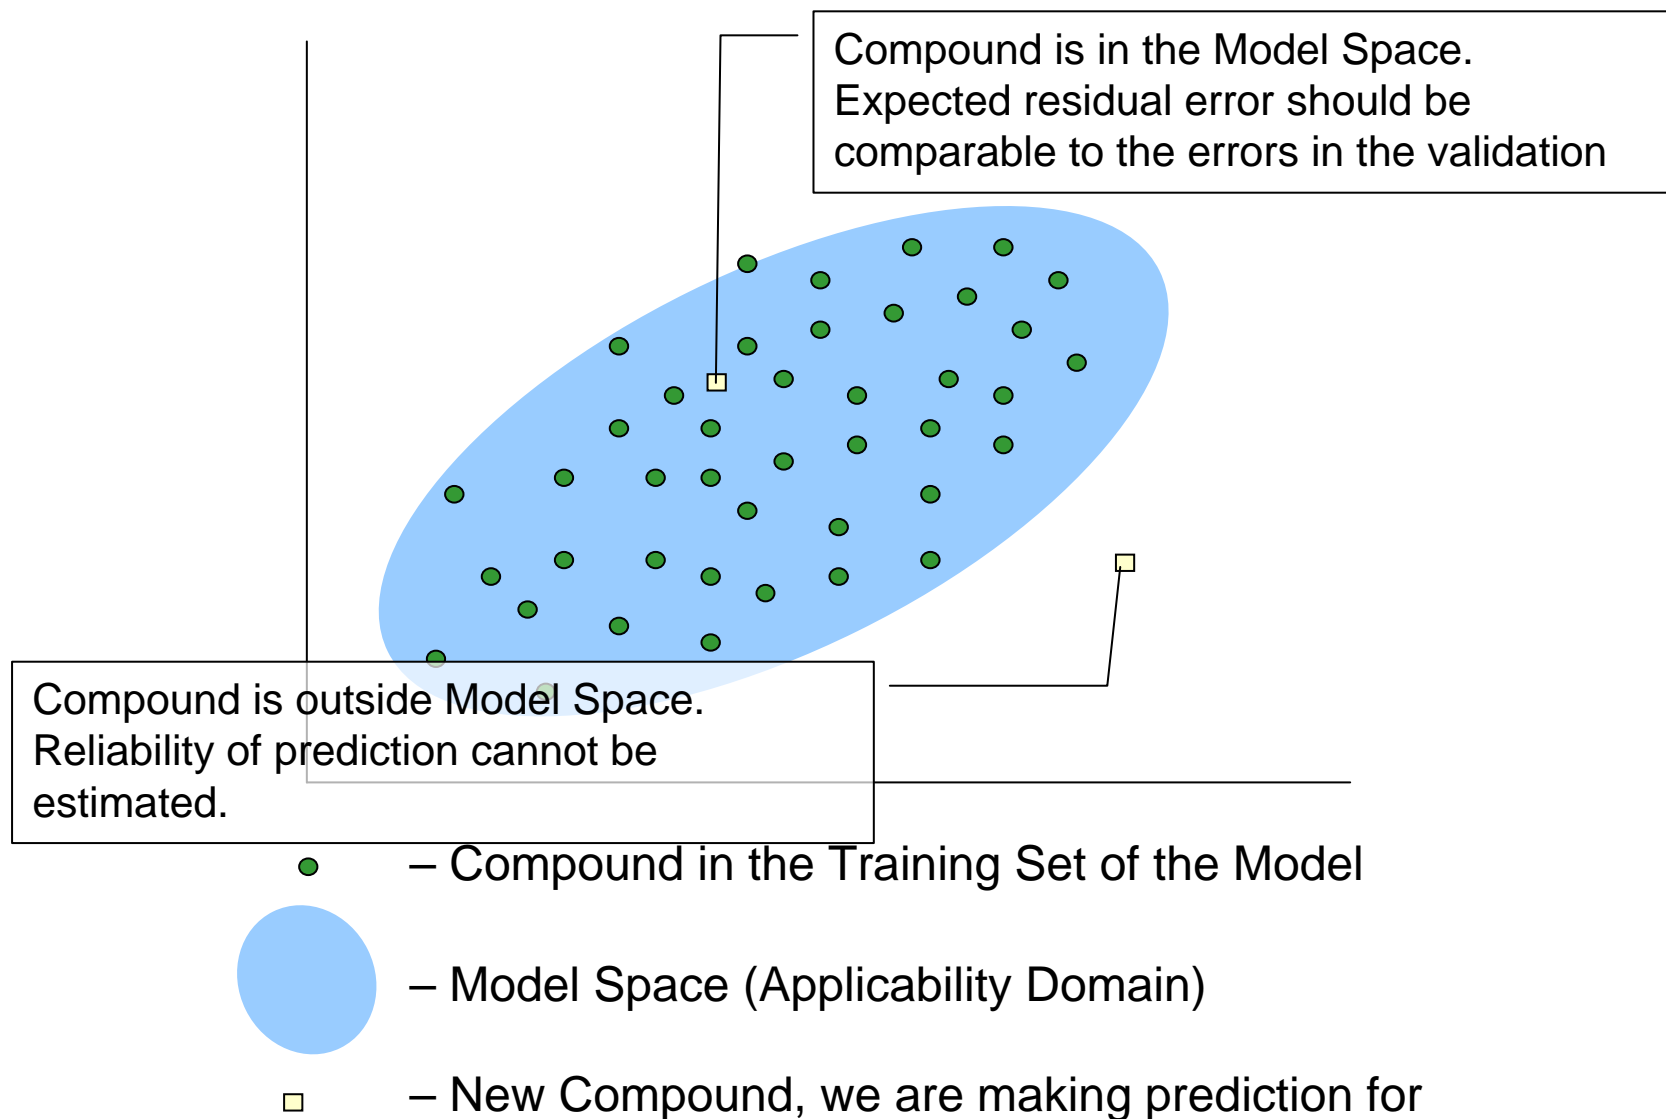 Compound is in the Model Space.
Expected residual error should be
comparable to the errors in the validation
Compound is outside Model Space.
Reliability of prediction cannot be
estimated.
– Compound in the Training Set of the Model
– Model Space (Applicability Domain)
– New Compound, we are making prediction for